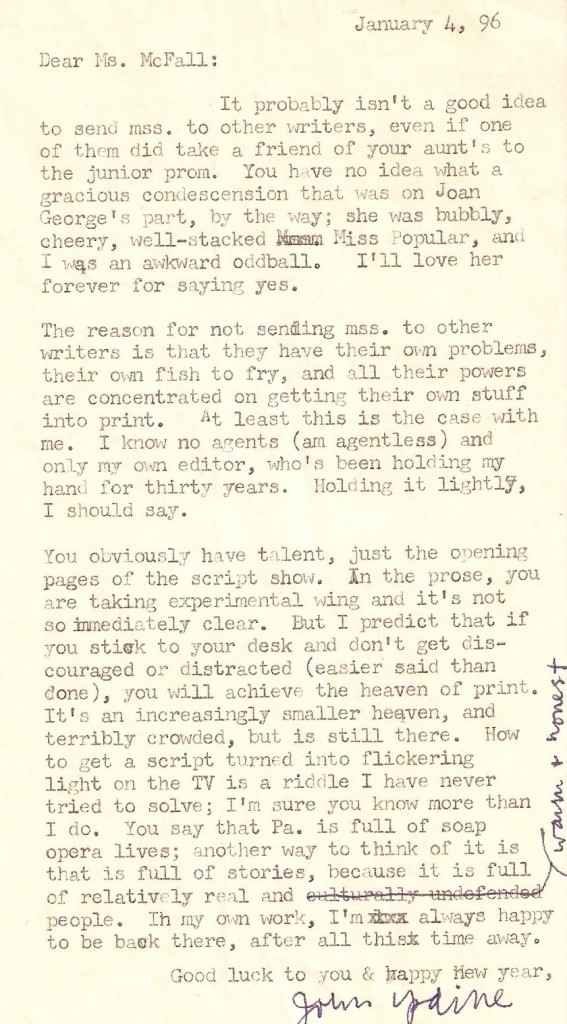 January 4, 96
Dear Ms. McFall:
It probably isn't a good idea
to send mss. to other writers, even if one
of them did take a friend of your aunt's to
the junior prom. You have no idea what a
gracious condescension that was on Joan
George's part, by the way; she was bubbly,
cheery, well-stacked Miss Popular, and
I was an awkward oddball. I'll love her
forever for saying yes.
The reason for not sending mss. to other
writers is that they have their own problems,
their own fish to fry, and all their powers
are concentrated on getting their own stuff
into print. At least this is the case with
me. I know no agents (am agentless) and
only my own editor, who's been holding my
hand for thirty years. Holding it lightly,
I should say.
You obviously have talent, just the opening
pages of the script show. In the prose, you
are taking experimental wing and it's not
so immediately clear. But I predict that if
you stick to your desk and don't get dis-
couraged or distracted (easier said than
done), you will achieve the heaven of print.
It's an increasingly smaller heaven, and
terribly crowded, but is still there. How
to get a script turned into flickering
light on the TV is a riddle I have never
tried to solve; I'm sure you know more than
I do. You say that Pa. is full of soap
opera lives; another way to think of it is
that is full of stories, because it is full
of relatively real and culturally undefended
warm + honest
people. In my own work, I'm always happy
to be back there, after all this time away.
Good luck to you & happy New year,
John Updike